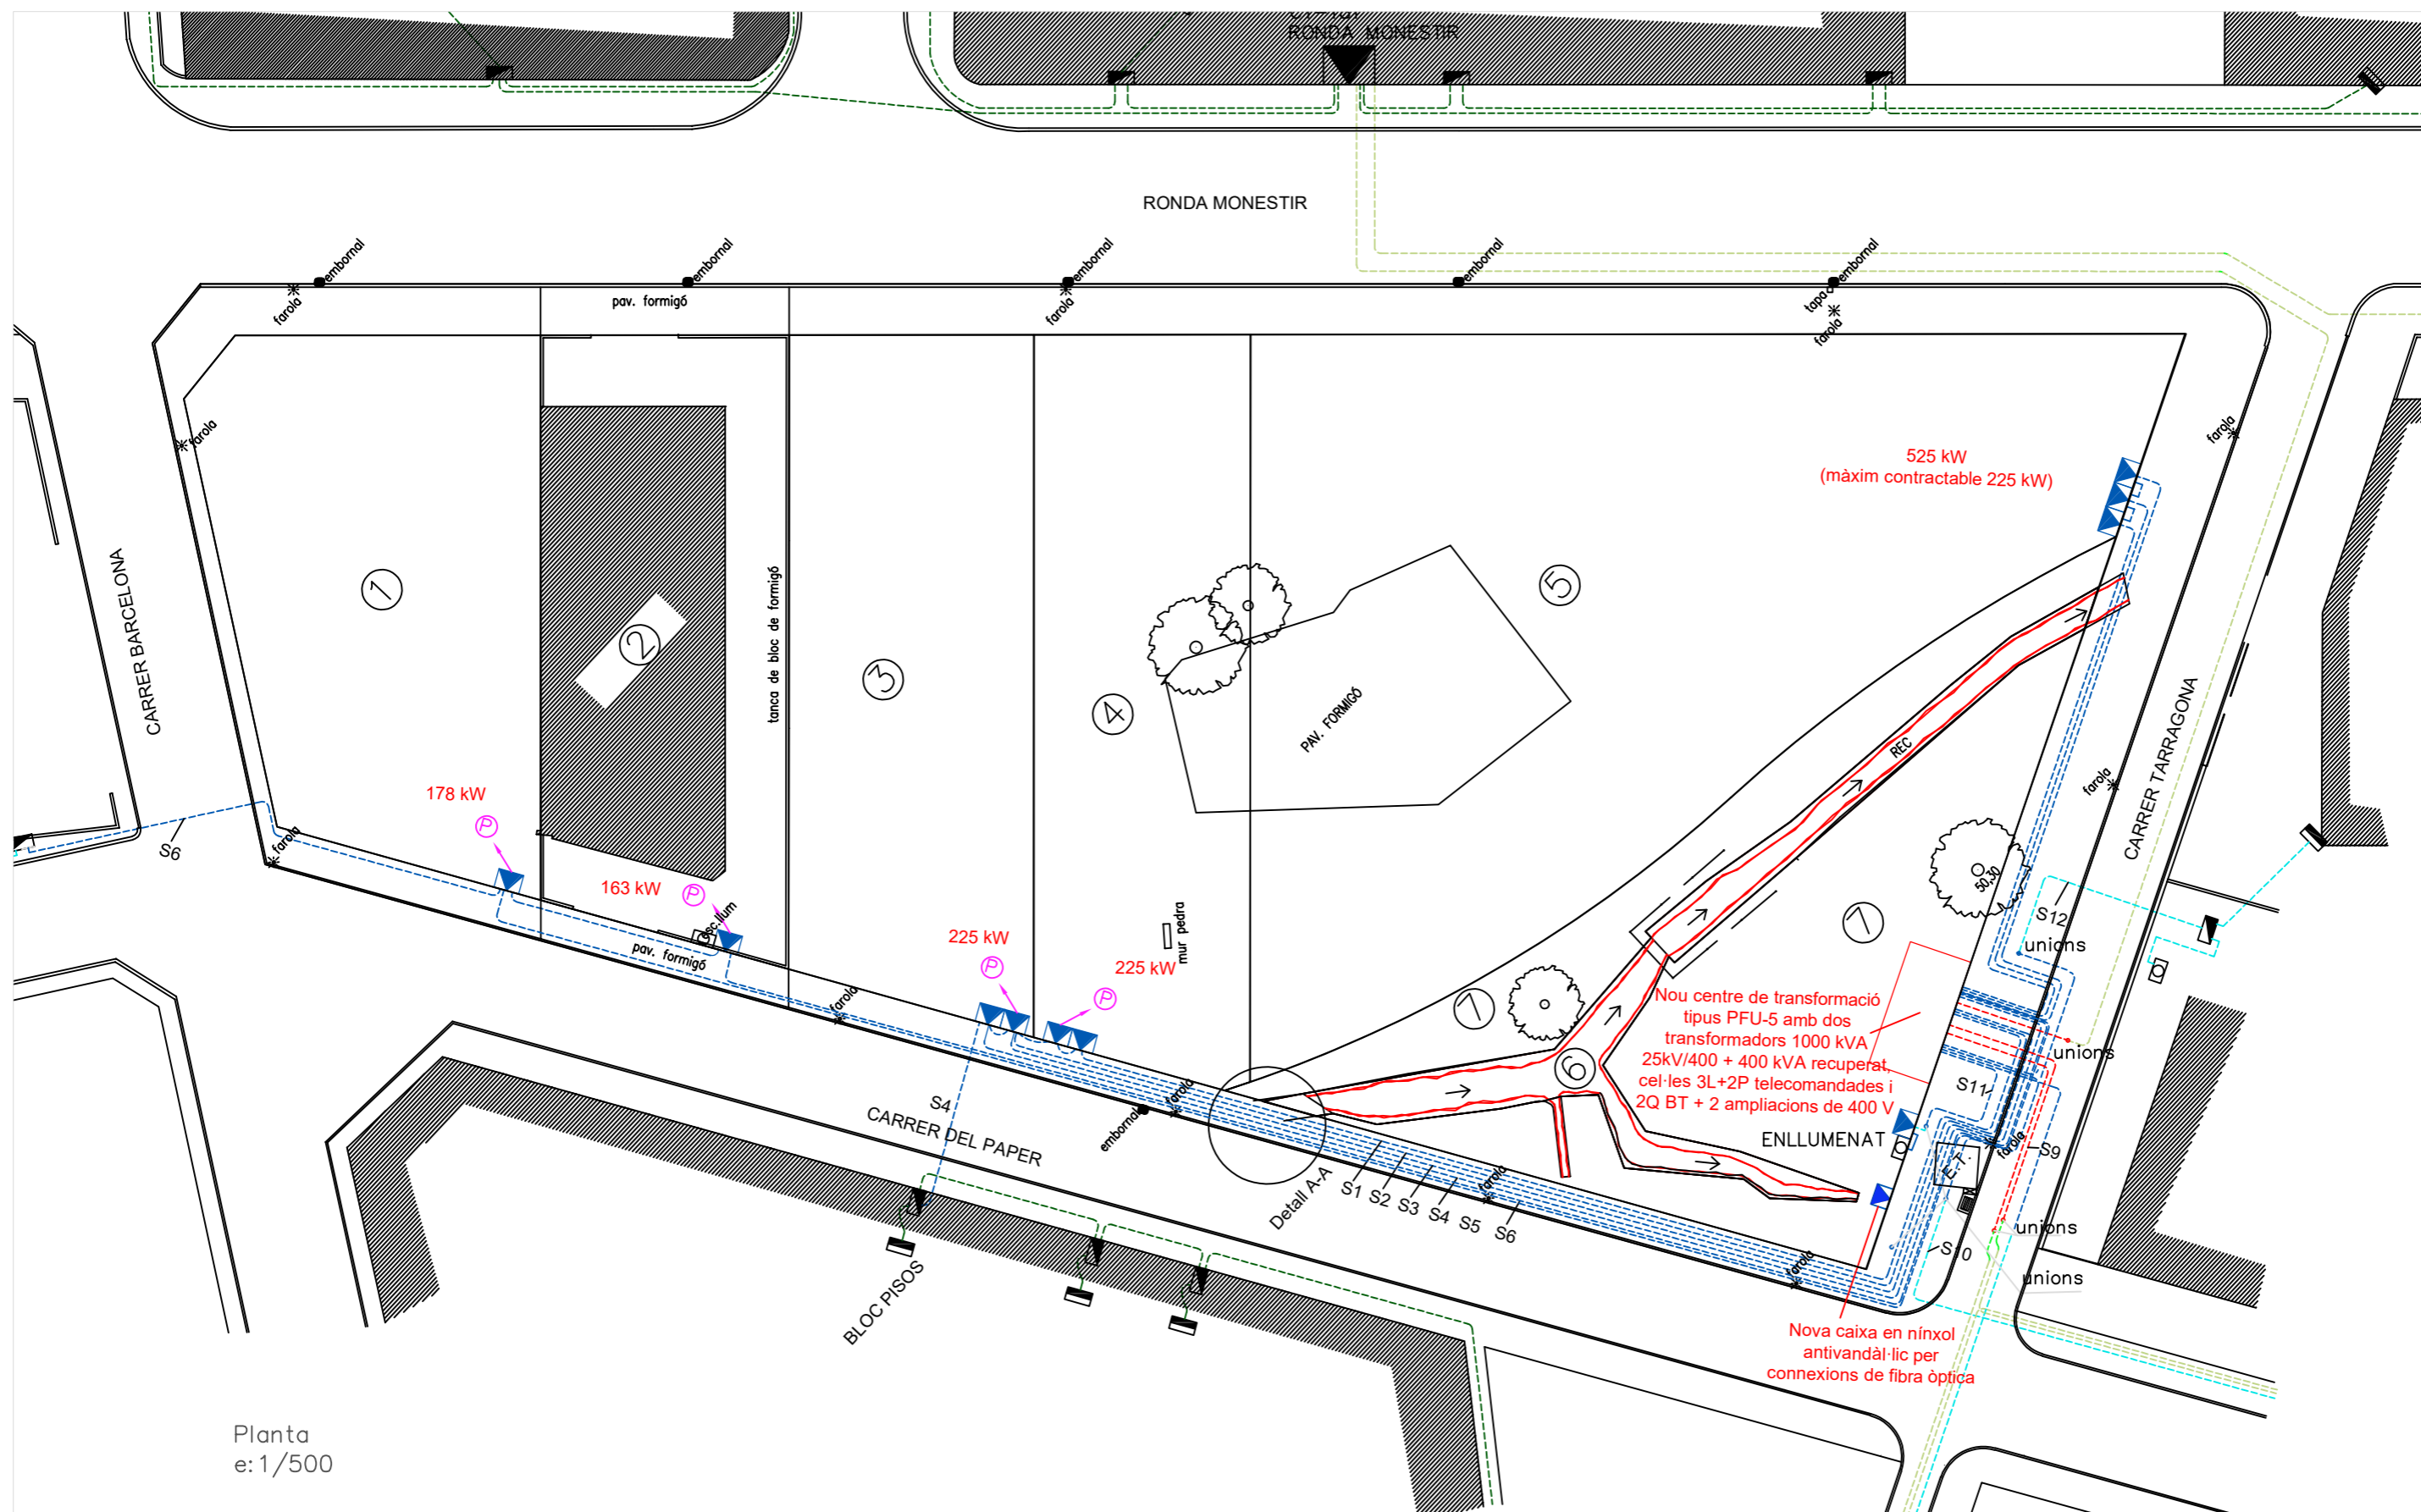 RONDA MONESTIR
RONDA MONESTIR
embornal
embornal
embornal
embornal
embornal
farola
pav. formigó
farola
tapa
farola
farola
farola
525 kW
(màxim contractable 225 kW)
CARRER BARCELONA
1
2
tanca de bloc de formigó
3
4
5
PAV. FORMIGÓ
REC
CARRER TARRAGONA
farola
178 kW
P
S6
farola
163 kW
P
esc.llum
pav. formigó
225 kW
P
225 kW
P
mur pedra
farola
50,30
7
7
S12
unions
Nou centre de transformació
tipus PFU-5 amb dos
transformadors 1000 kVA
25kV/400 + 400 kVA recuperat,
cel·les 3L+2P telecomandades i
2Q BT + 2 ampliacions de 400 V
6
unions
S11
S4
CARRER DEL PAPER
embornal
farola
ENLLUMENAT
E.T.
farola
S9
Detall A-A
S1
S2
S3
S4
S5
S6
farola
unions
S10
unions
farola
BLOC PISOS
Nova caixa en nínxol
antivandàl·lic per
connexions de fibra òptica
Planta
e:1/500